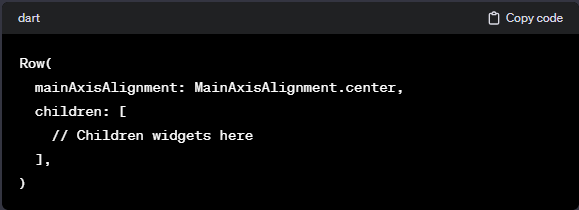 dart
Copy code
Row(
  mainAxisAlignment: MainAxisAlignment.center,
  children: [
    // Children widgets here
  ],
)